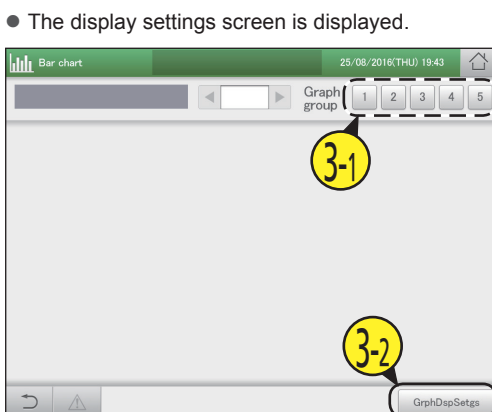 ● The display settings screen is displayed.
Bar chart 25/08/2016(THU) 19:43
Graph group 1 2 3 4 5
3-1
3-2
GrphDspSetgs